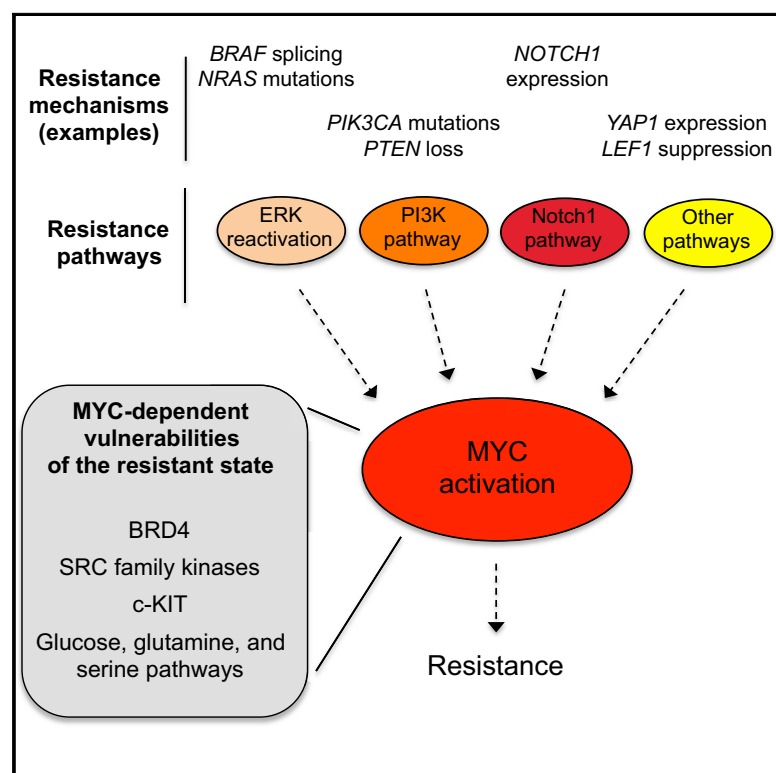 Resistance
mechanisms
(examples)
BRAF splicing
NRAS mutations
PIK3CA mutations
PTEN loss
NOTCH1
expression
YAP1 expression
LEF1 suppression
Resistance
pathways
ERK
reactivation
PI3K
pathway
Notch1
pathway
Other
pathways
MYC-dependent
vulnerabilities
of the resistant state
BRD4
SRC family kinases
c-KIT
Glucose, glutamine, and
serine pathways
MYC
activation
Resistance